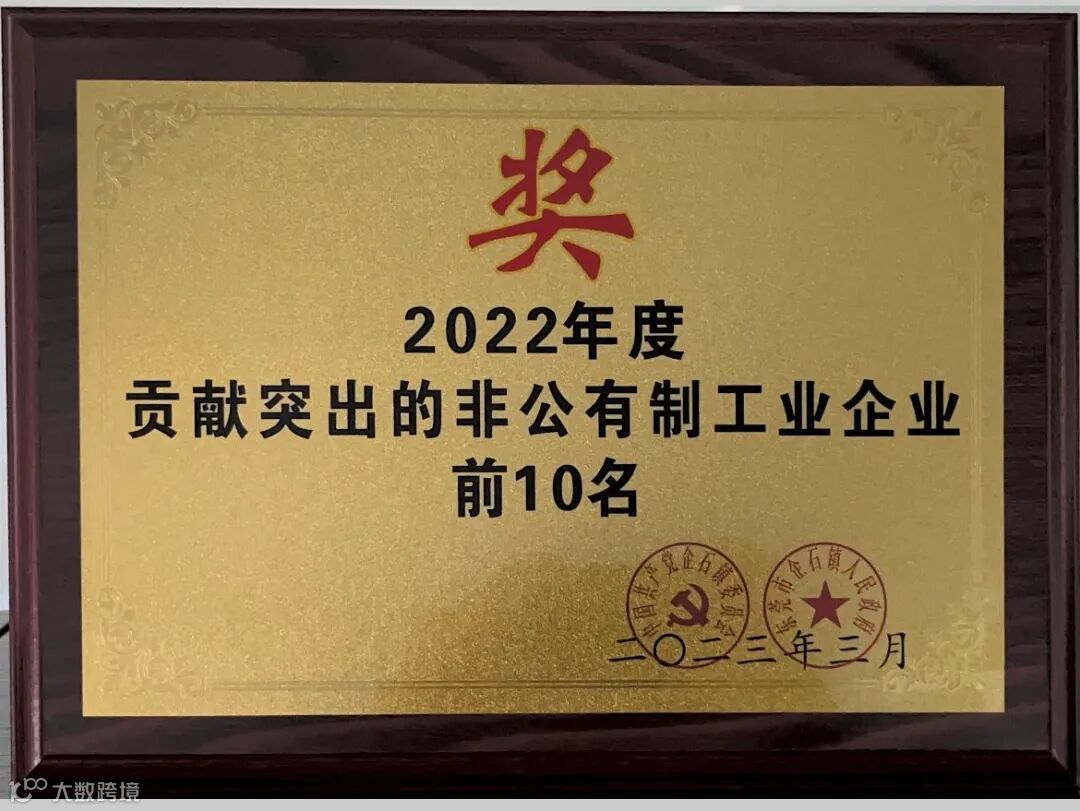 奖
2022年度
贡献突出的非公有制工业企业
前10名
中国共产党企石镇委员会
东莞市企石镇人民政府
二〇二三年三月
大数跨境